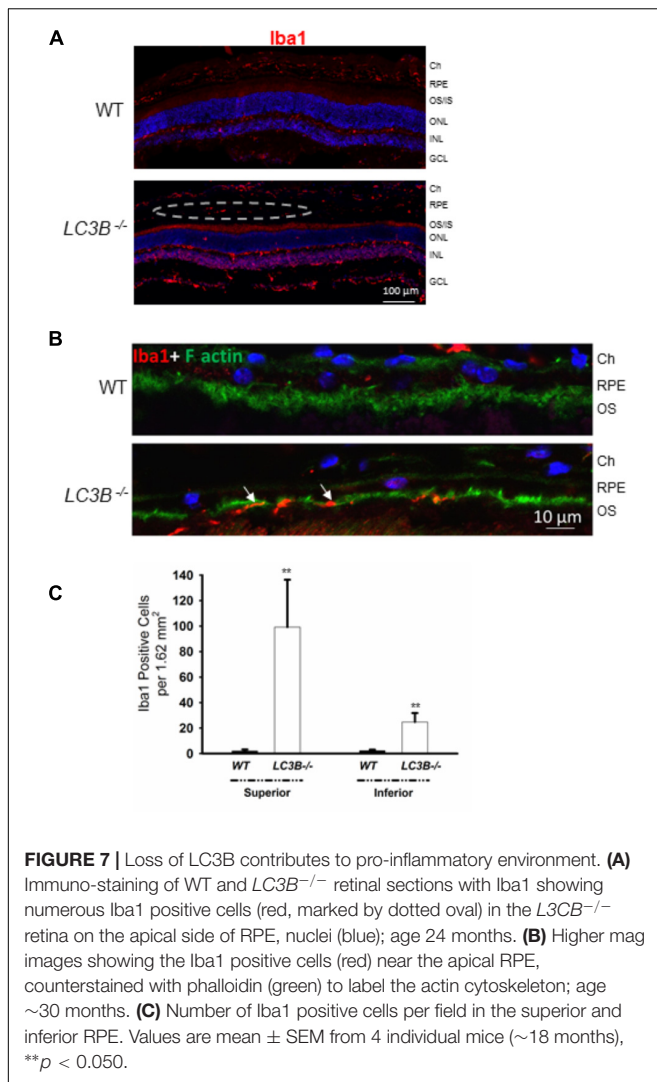 A
Iba1
WT
Ch
RPE
OS/IS
ONL
INL
GCL
LC3B -/-
Ch
RPE
OS/IS
ONL
INL
GCL
100 µm
B
Iba1+ F actin
WT
Ch
RPE
OS
LC3B -/-
Ch
RPE
OS
10 µm
C
Iba1 Positive Cells
per 1.62 mm²
140
120
100
80
60
40
20
0
**
**
WT LC3B-/- WT LC3B-/-
Superior Inferior
FIGURE 7 | Loss of LC3B contributes to pro-inflammatory environment. (A)
Immuno-staining of WT and LC3B−/− retinal sections with Iba1 showing
numerous Iba1 positive cells (red, marked by dotted oval) in the L3CB−/−
retina on the apical side of RPE, nuclei (blue); age 24 months. (B) Higher mag
images showing the Iba1 positive cells (red) near the apical RPE,
counterstained with phalloidin (green) to label the actin cytoskeleton; age
∼30 months. (C) Number of Iba1 positive cells per field in the superior and
inferior RPE. Values are mean ± SEM from 4 individual mice (∼18 months),
**p < 0.050.